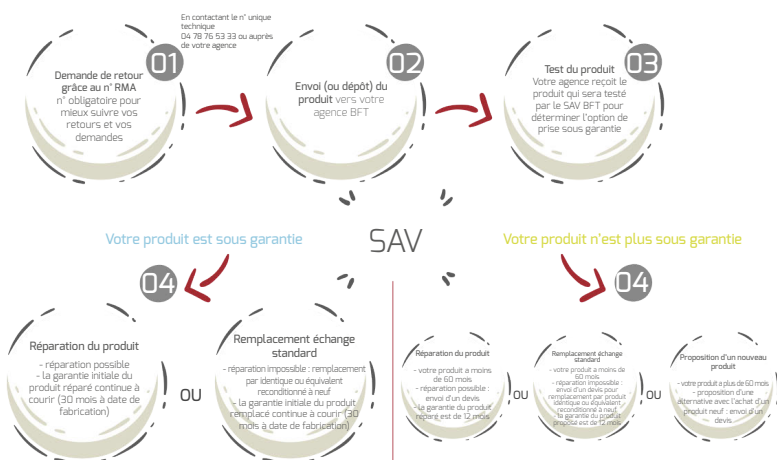 En contactant le n° unique
technique
04 78 76 53 33 ou auprès
de votre agence
01
Demande de retour
grâce au n° RMA
n° obligatoire pour
mieux suivre vos
retours et vos
demandes
02
Envoi (ou dépôt) du
produit vers votre
agence BFT
03
Test du produit
Votre agence reçoit le
produit qui sera testé
par le SAV BFT pour
déterminer l'option de
prise sous garantie
SAV
Votre produit est sous garantie
04
Réparation du produit
- réparation possible
- la garantie initiale du
produit réparé continue à
courir (30 mois à date de
fabrication)
OU
Remplacement échange
standard
- réparation impossible : remplacement
par identique ou équivalent
reconditionné à neuf
- la garantie initiale du produit
remplacé continue à courir (30
mois à date de fabrication)
Votre produit n'est plus sous garantie
04
Réparation du produit
- votre produit a moins
de 60 mois
- réparation possible :
envoi d'un devis
- la garantie du produit
réparé est de 12 mois
OU
Remplacement échange
standard
- votre produit a moins de
60 mois
- réparation impossible :
envoi d'un devis pour
remplacement par produit
identique ou équivalent
reconditionné à neuf
- la garantie du produit
proposé est de 12 mois
OU
Proposition d'un nouveau
produit
- votre produit a plus de 60 mois
- proposition d'une
alternative avec l'achat d'un
produit neuf : envoi d'un
devis